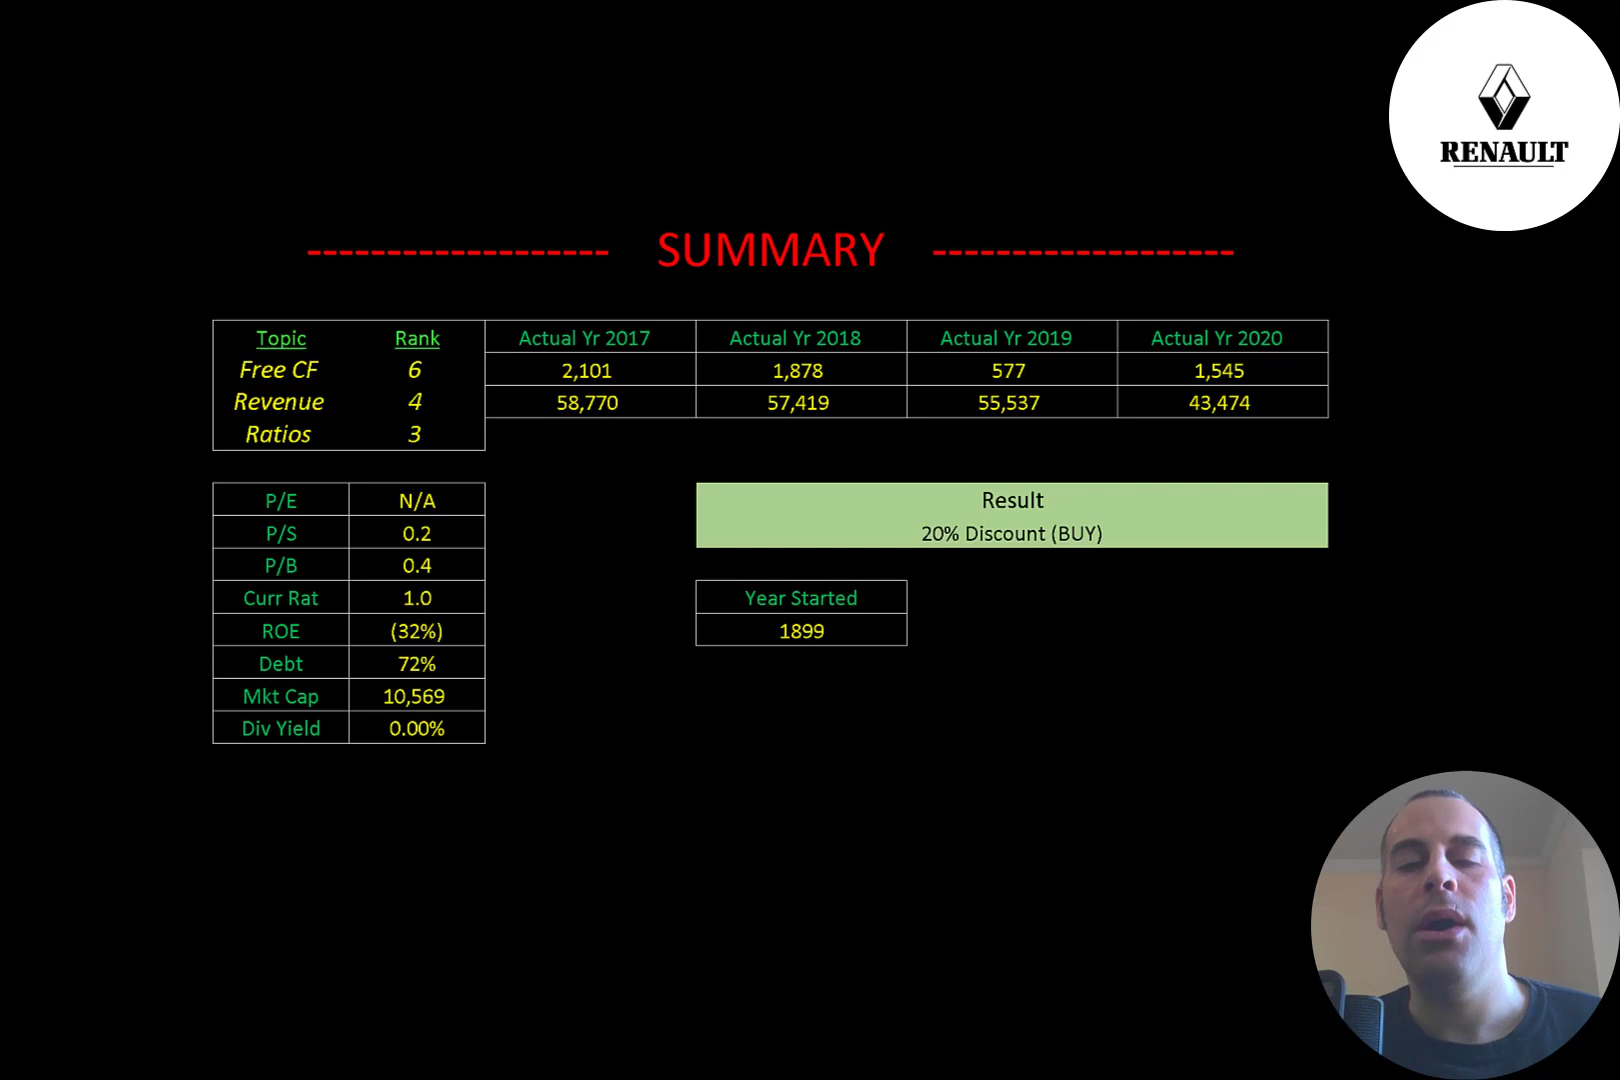 RENAULT
------------------- SUMMARY -------------------
Topic Rank Actual Yr 2017 Actual Yr 2018 Actual Yr 2019 Actual Yr 2020
Free CF 6 2,101 1,878 577 1,545
Revenue 4 58,770 57,419 55,537 43,474
Ratios 3
P/E N/A Result
P/S 0.2 20% Discount (BUY)
P/B 0.4
Curr Rat 1.0 Year Started
ROE (32%) 1899
Debt 72%
Mkt Cap 10,569
Div Yield 0.00%